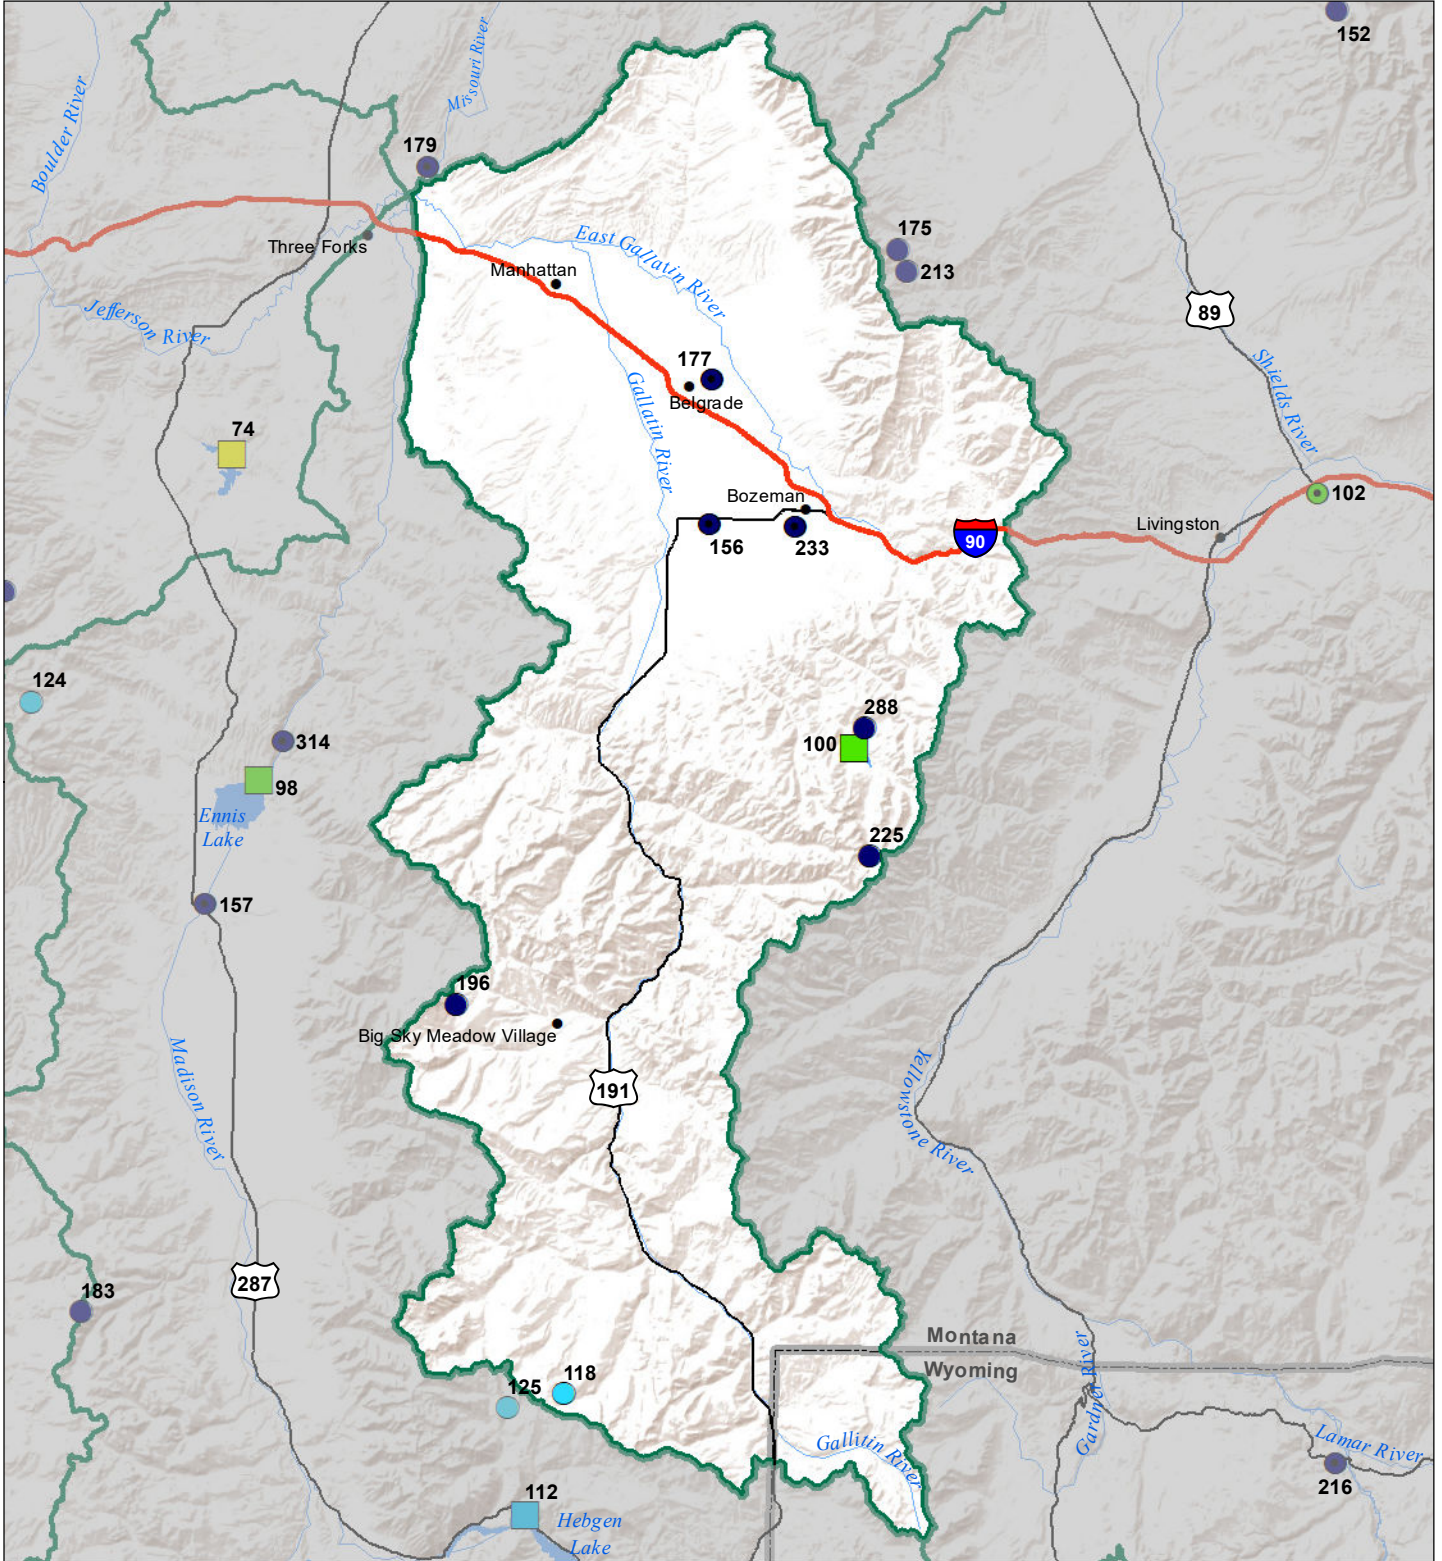 152
Missouri River
Boulder River
179
175
213
East Gallatin River
Three Forks
Manhattan
89
Jefferson River
177
Belgrade
Gallatin River
Shields River
74
102
Bozeman
Livingston
156
233
90
124
288
314
100
98
Ennis
Lake
225
157
196
Big Sky Meadow Village
Madison River
191
Yellowstone River
183
287
Montana
Wyoming
Gardner River
118
125
Gallitin River
Lamar River
216
112
Hebgen
Lake